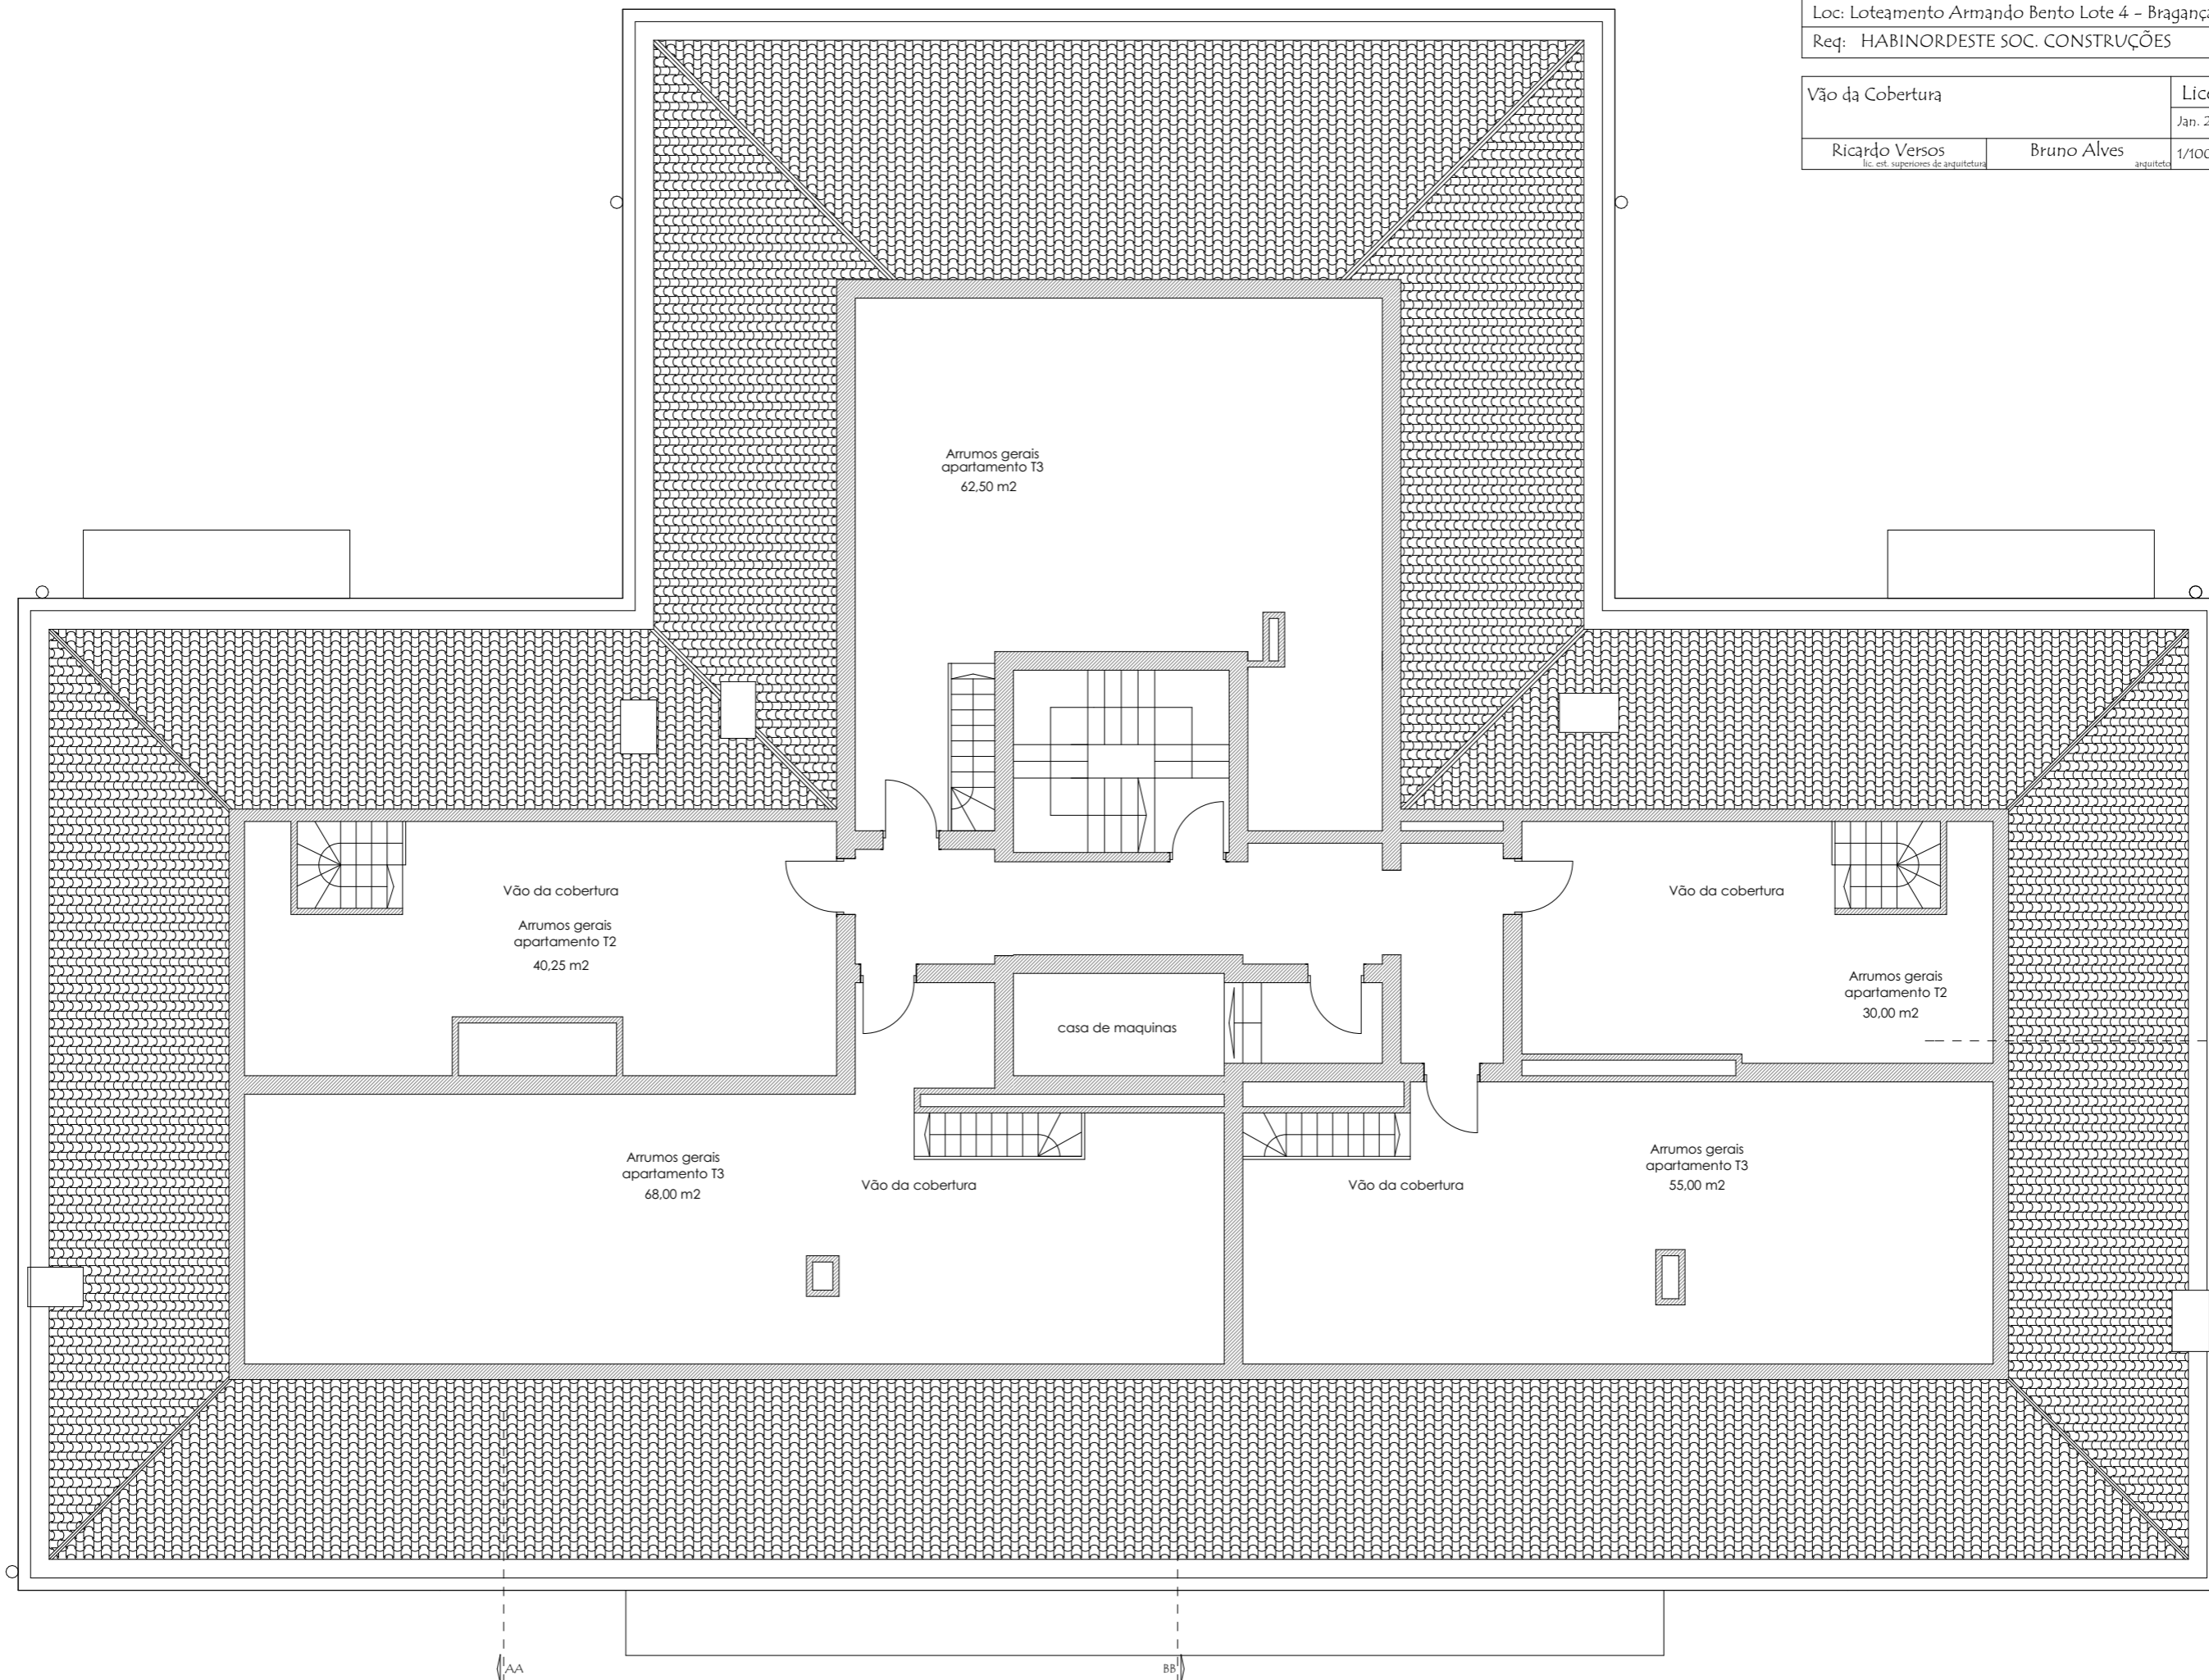 Loc: Loteamento Armando Bento Lote 4 - Bragança
Req: HABINORDESTE SOC. CONSTRUÇÕES
Vão da Cobertura
Jan.
Ricardo Versos
lic. est. superiores de arquitetura
Bruno Alves
arquiteto
1/100
Arrumos gerais
apartamento T3
62,50 m2
Vão da cobertura
Arrumos gerais
apartamento T2
40,25 m2
Vão da cobertura
Arrumos gerais
apartamento T2
30,00 m2
casa de maquinas
Arrumos gerais
apartamento T3
68,00 m2
Vão da cobertura
Vão da cobertura
Arrumos gerais
apartamento T3
55,00 m2
AA
BB